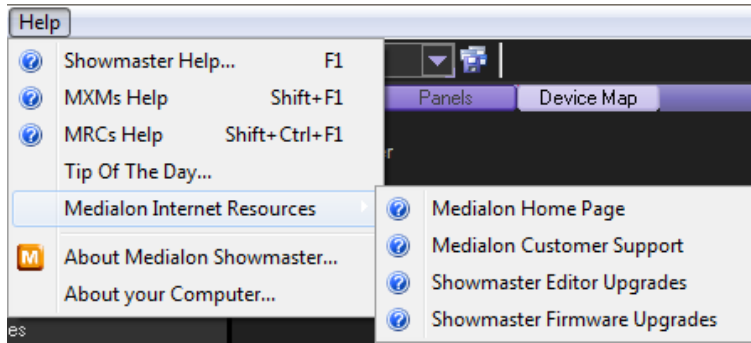 Help
Showmaster Help... F1
MXMs Help Shift+F1
MRCs Help Shift+Ctrl+F1
Tip Of The Day...
Medialon Internet Resources
M About Medialon Showmaster...
About your Computer...
Panels Device Map
Medialon Home Page
Medialon Customer Support
Showmaster Editor Upgrades
Showmaster Firmware Upgrades
es